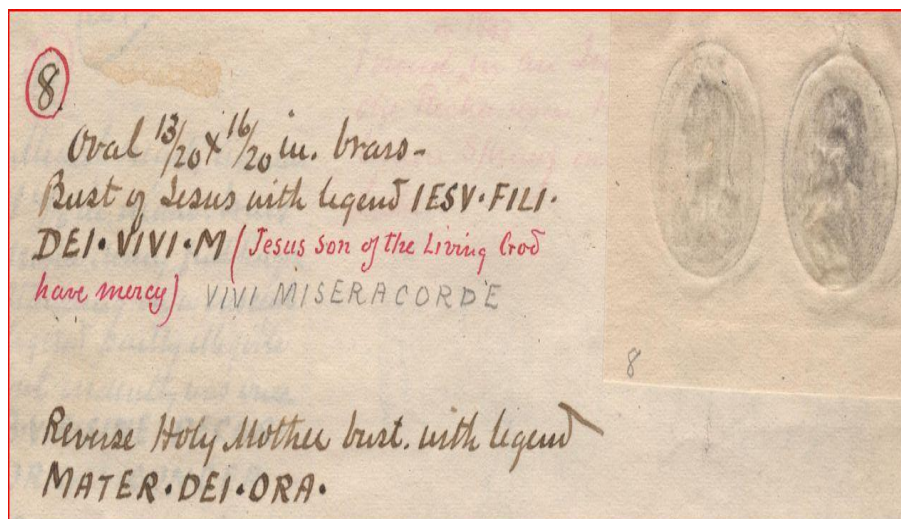 8.
Oval 13/20 x 16/20 in. brass-
Bust of Jesus with legend IESV·FILI·
DEI·VIVI·M (Jesus son of the Living God
have mercy) VIVI MISERACORDE
8
Reverse Holy Mother bust. with legend
MATER·DEI·ORA·